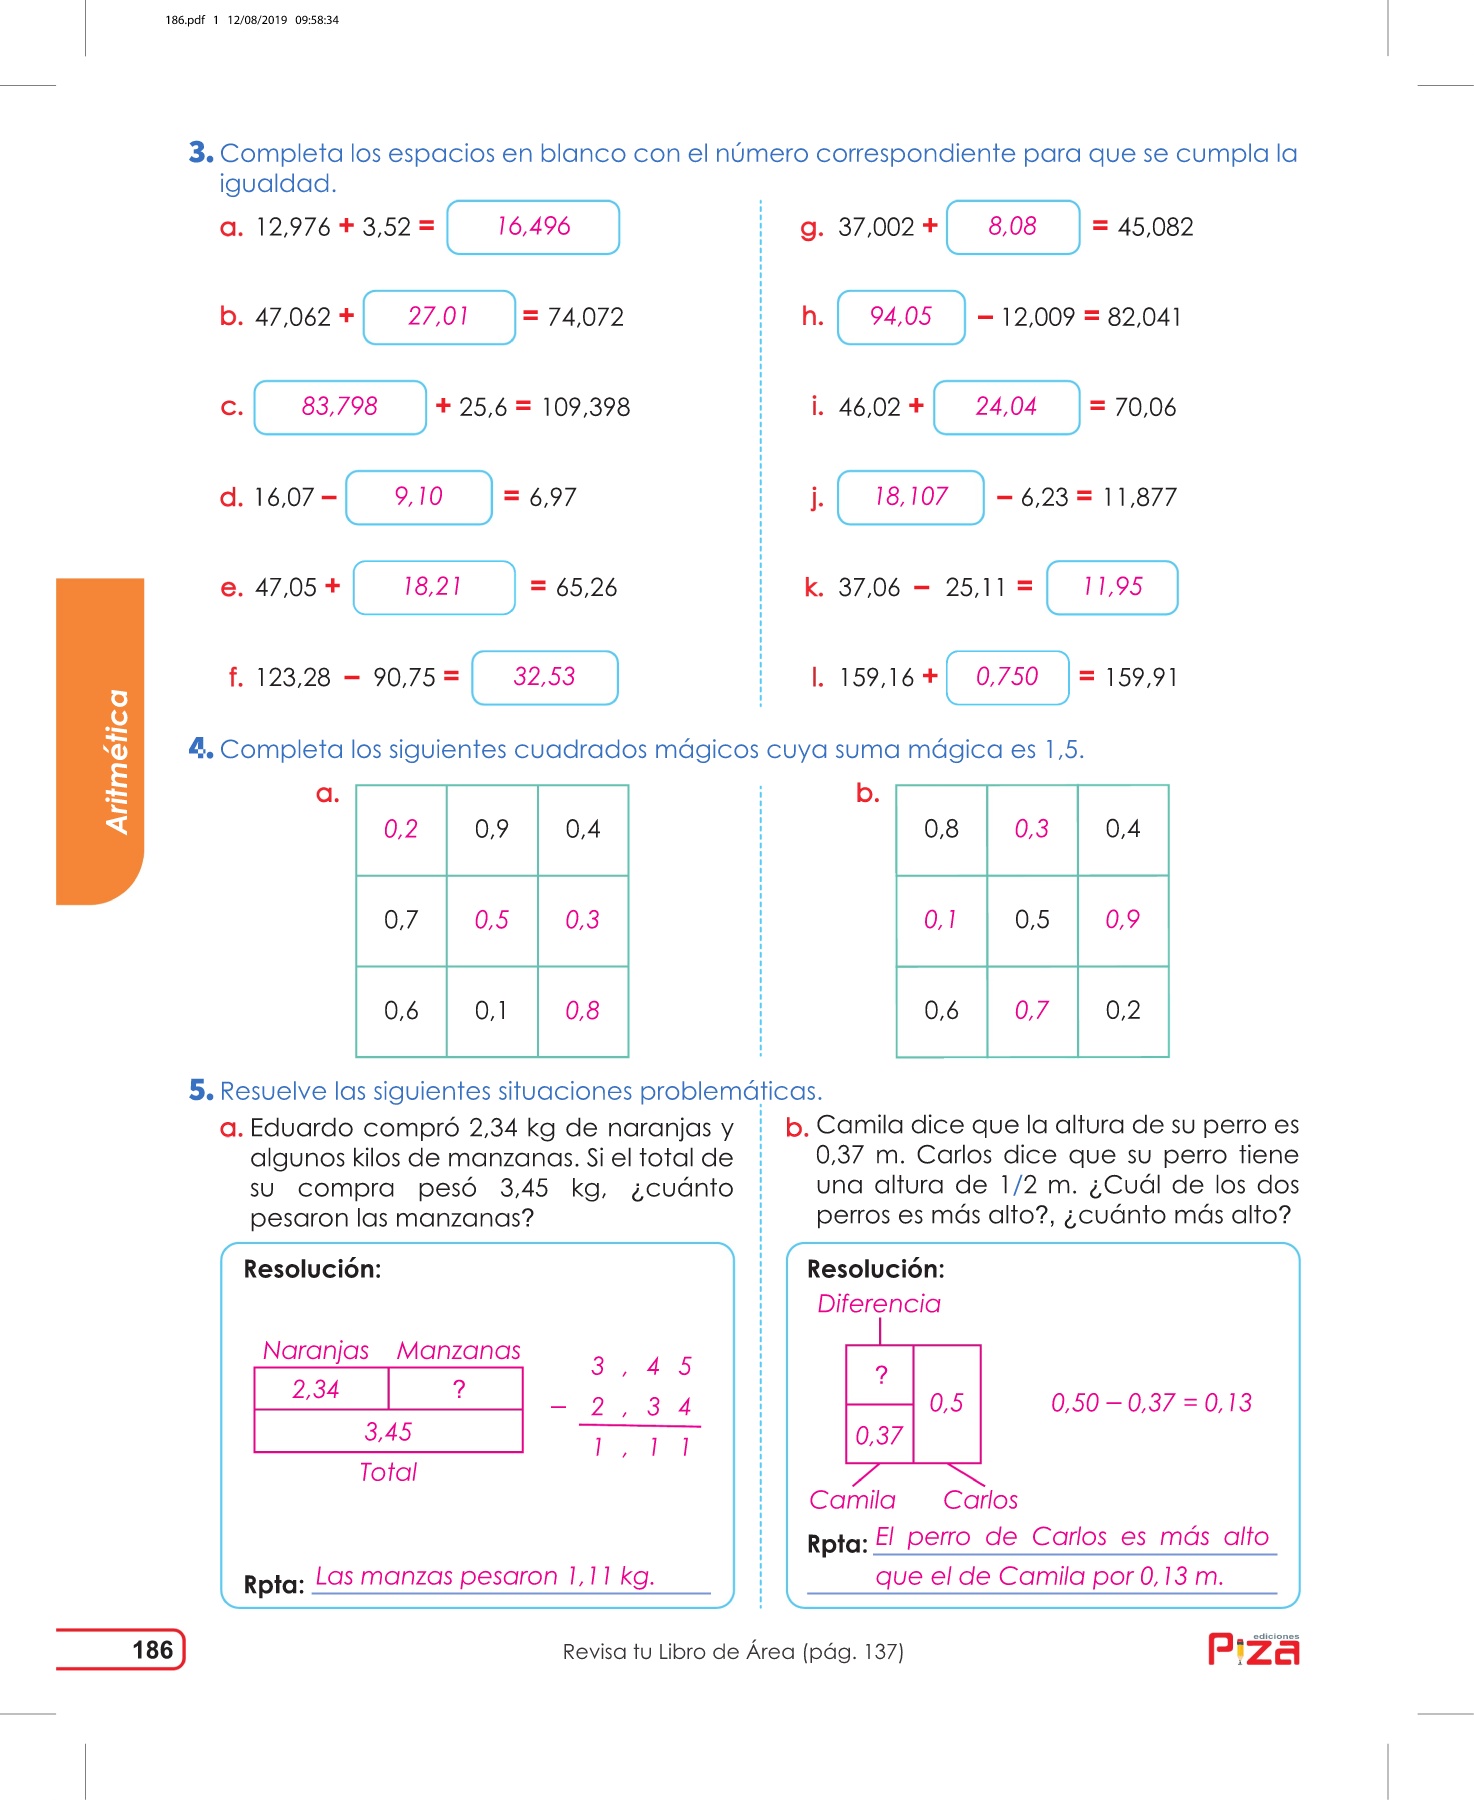 186.pdf 1 12/08/2019 09:58:34
3. Completa los espacios en blanco con el número correspondiente para que se cumpla la
igualdad.
a. 12,976 + 3,52 = 16,496
b. 47,062 + 27,01 = 74,072
c. 83,798 + 25,6 = 109,398
d. 16,07 – 9,10 = 6,97
e. 47,05 + 18,21 = 65,26
f. 123,28 – 90,75 = 32,53
g. 37,002 + 8,08 = 45,082
h. 94,05 – 12,009 = 82,041
i. 46,02 + 24,04 = 70,06
j. 18,107 – 6,23 = 11,877
k. 37,06 – 25,11 = 11,95
l. 159,16 + 0,750 = 159,91
Aritmética
4. Completa los siguientes cuadrados mágicos cuya suma mágica es 1,5.
a.
0,2 0,9 0,4
0,7 0,5 0,3
0,6 0,1 0,8
b.
0,8 0,3 0,4
0,1 0,5 0,9
0,6 0,7 0,2
5. Resuelve las siguientes situaciones problemáticas.
a. Eduardo compró 2,34 kg de naranjas y
algunos kilos de manzanas. Si el total de
su compra pesó 3,45 kg, ¿cuánto
pesaron las manzanas?
Resolución:
Naranjas Manzanas
2,34 ?
3,45
Total
3 , 4 5
– 2 , 3 4
1 , 1 1
Rpta: Las manzas pesaron 1,11 kg.
b. Camila dice que la altura de su perro es
0,37 m. Carlos dice que su perro tiene
una altura de 1/2 m. ¿Cuál de los dos
perros es más alto?, ¿cuánto más alto?
Resolución:
Diferencia
?
0,5
0,37
0,50 – 0,37 = 0,13
Camila Carlos
Rpta: El perro de Carlos es más alto
que el de Camila por 0,13 m.
186
Revisa tu Libro de Área (pág. 137)
ediciones
Piza